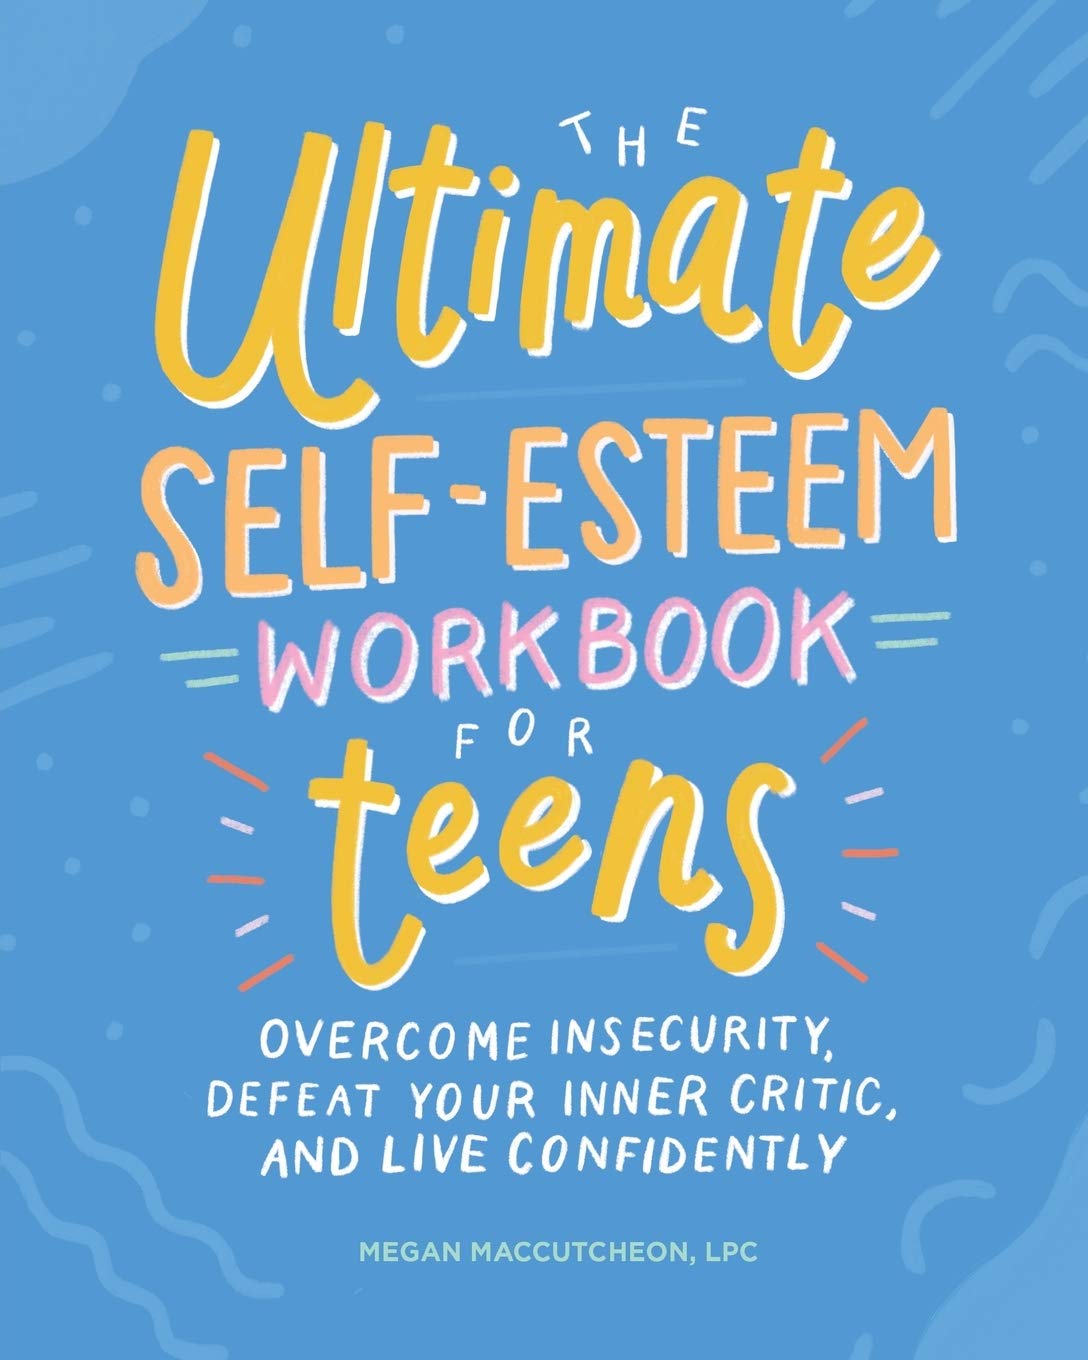 THE
Ultimate
SELF-ESTEEM
WORKBOOK
FOR
teens
OVERCOME INSECURITY,
DEFEAT YOUR INNER CRITIC,
AND LIVE CONFIDENTLY
MEGAN MACCUTCHEON, LPC